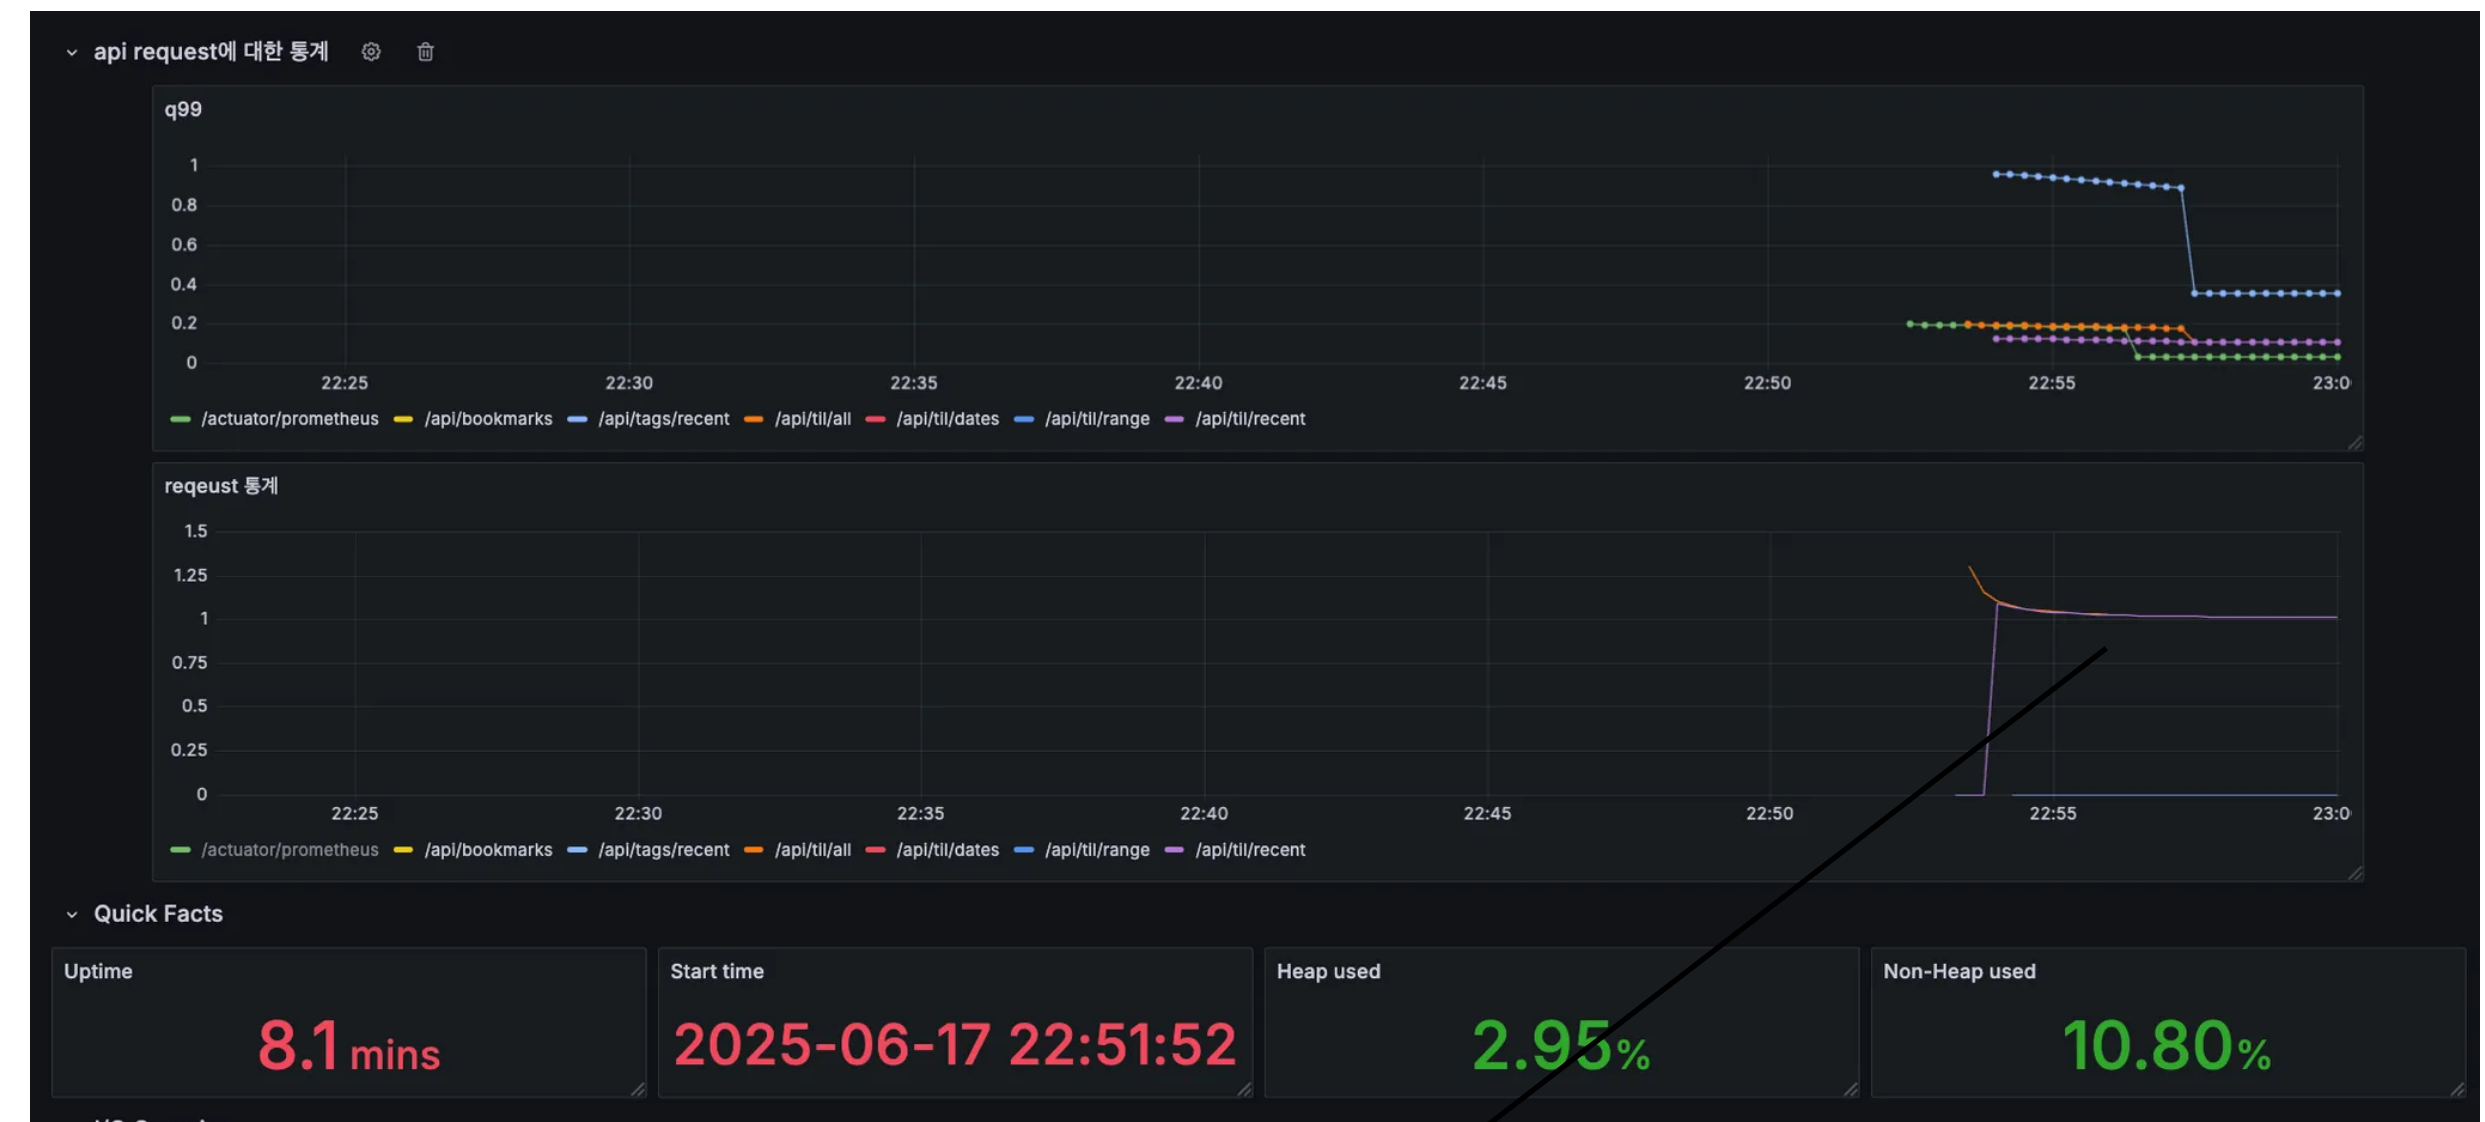 api request에 대한 통계
q99
1
0.8
0.6
0.4
0.2
0
22:25 22:30 22:35 22:40 22:45 22:50 22:55 23:0
/actuator/prometheus /api/bookmarks /api/tags/recent /api/til/all /api/til/dates /api/til/range /api/til/recent
reqeust 통계
1.5
1.25
1
0.75
0.5
0.25
0
22:25 22:30 22:35 22:40 22:45 22:50 22:55 23:0
/actuator/prometheus /api/bookmarks /api/tags/recent /api/til/all /api/til/dates /api/til/range /api/til/recent
Quick Facts
Uptime Start time Heap used Non-Heap used
8.1 mins 2025-06-17 22:51:52 2.95% 10.80%